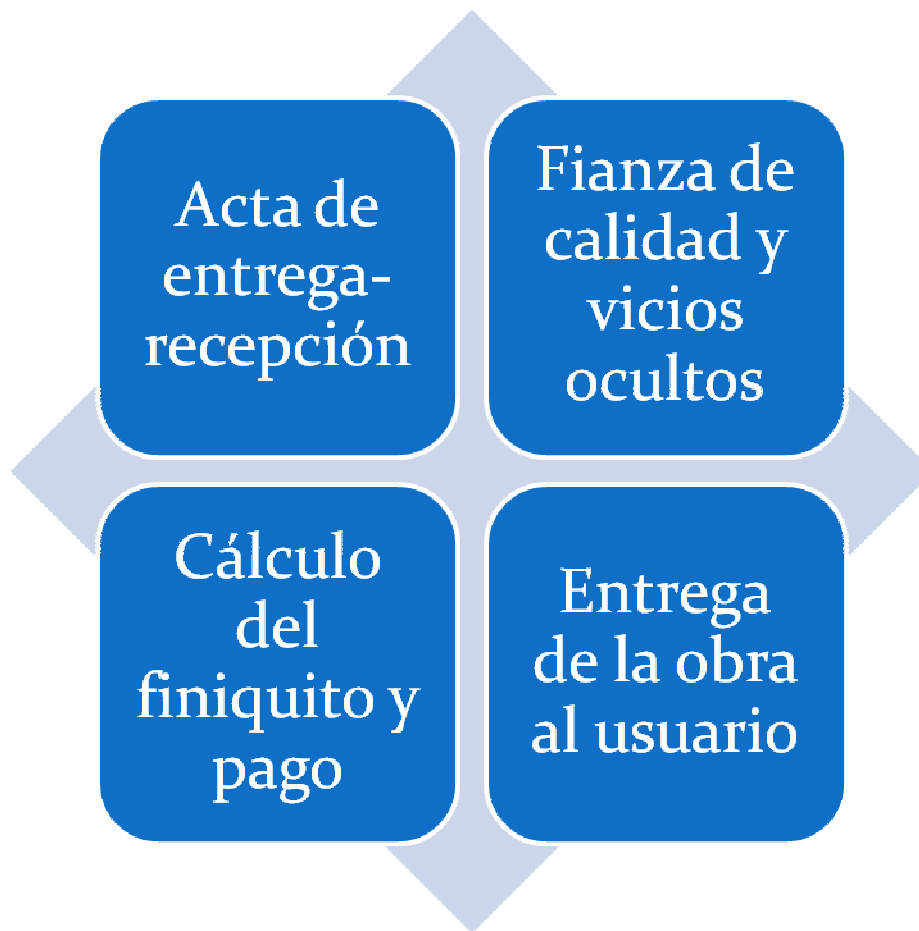 Acta de
entrega-
recepción
Fianza de
calidad y
vicios
ocultos
Cálculo
del
finiquito y
pago
Entrega
de la obra
al usuario